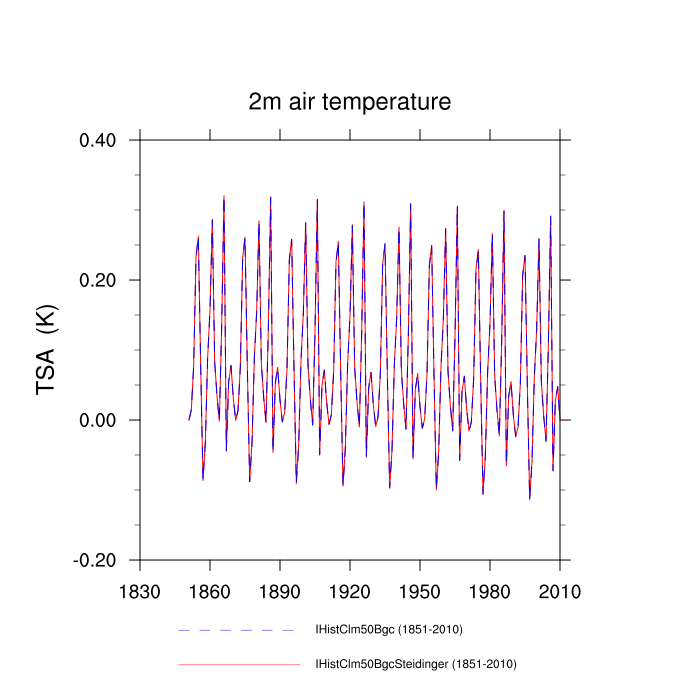 2m air temperature
0.40
0.20
0.00
-0.20
TSA (K)
1830 1860 1890 1920 1950 1980 2010
IHistClm50Bgc (1851-2010)
IHistClm50BgcSteidinger (1851-2010)